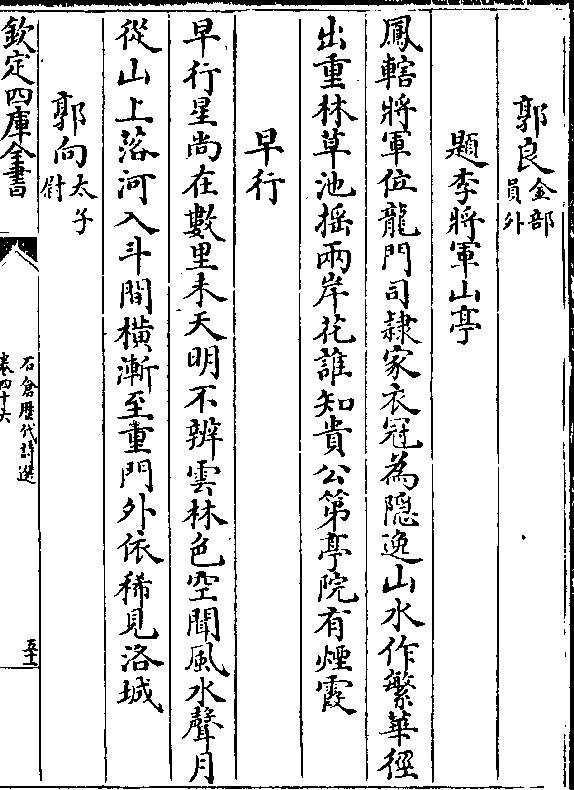 郭良金部員外
題李將軍山亭
鳳轄將軍位龍門司隸家衣冠為隠逸山水作繁華徑
出重林草池揺兩岸花誰知貴公第亭院有煙霞
早行
早行星尚在數里未天明不辨雲林色空聞風水聲月
從山上落河入斗間横漸至重門外依稀見洛城
郭向太子尉
欽定四庫全書
石倉歴代詩選
卷四十六